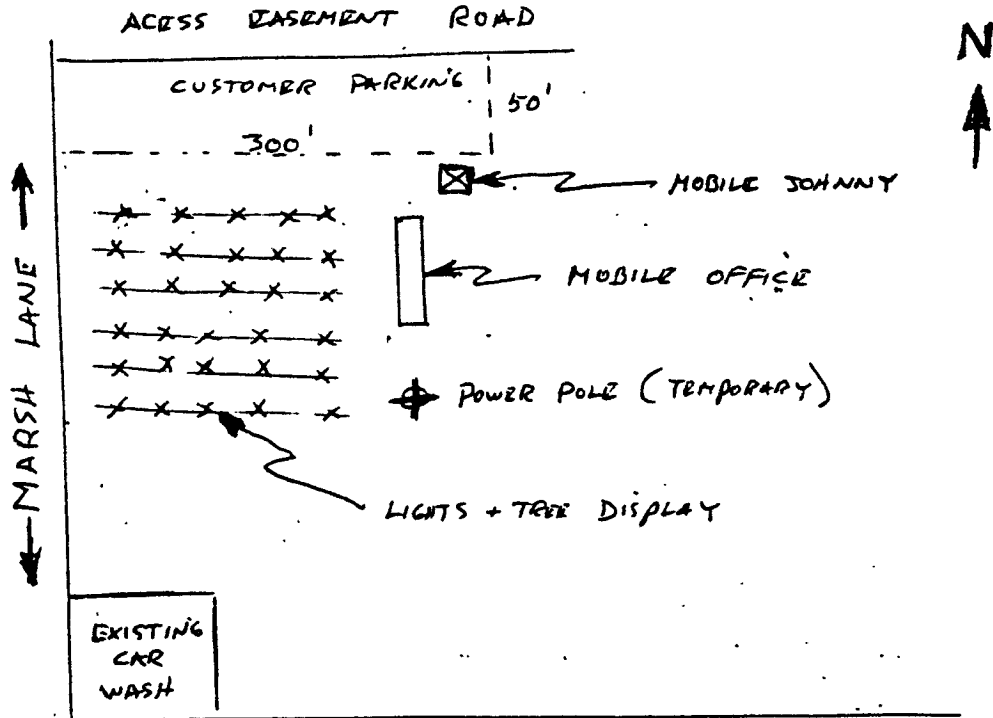 ACESS EASEMENT ROAD
N
CUSTOMER PARKING
50'
300'
MOBILE JOHNNY
MOBILE OFFICE
MARSH LANE
POWER POLE (TEMPORARY)
LIGHTS + TREE DISPLAY
EXISTING
CAR
WASH